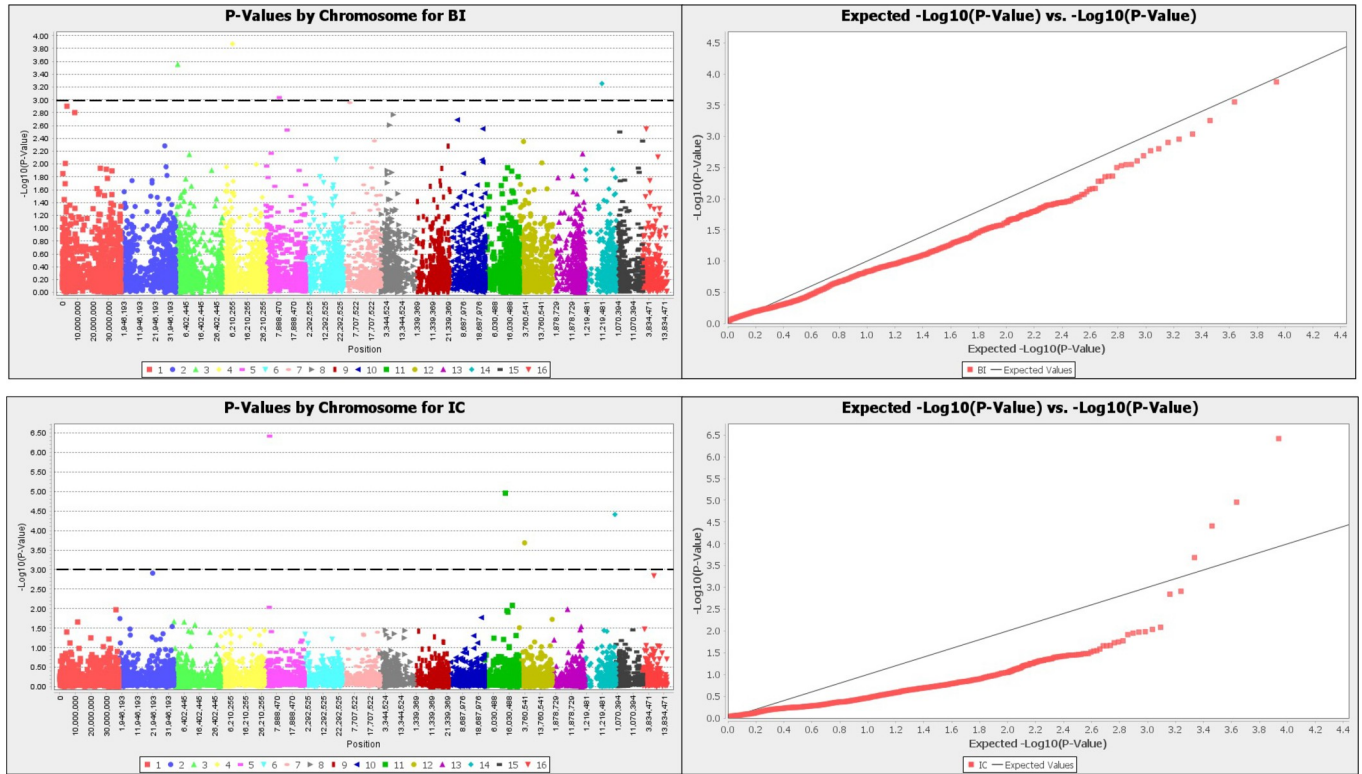 P-Values by Chromosome for BI
-Log10(P-Value)
4.00
3.80
3.60
3.40
3.20
3.00
2.80
2.60
2.40
2.20
2.00
1.80
1.60
1.40
1.20
1.00
0.80
0.60
0.40
0.20
0.00
0 10,000,000 20,000,000 30,000,000 1,946,193 11,946,193 21,946,193 31,946,193 6,402,445 16,402,445 26,402,445 6,210,255 16,210,255 26,210,255 7,888,470 17,888,470 2,292,525 12,292,525 22,292,525 7,707,522 17,707,522 3,344,524 13,344,524 1,339,369 11,339,369 21,339,369 8,687,976 18,687,976 6,030,488 16,030,488 3,760,541 13,760,541 1,878,729 11,878,729 1,219,481 11,219,481 1,070,394 11,070,394 3,834,471 13,834,471
Position
1 2 3 4 5 6 7 8 9 10 11 12 13 14 15 16
Expected -Log10(P-Value) vs. -Log10(P-Value)
-Log10(P-Value)
4.5
4.0
3.5
3.0
2.5
2.0
1.5
1.0
0.5
0.0
0.0 0.2 0.4 0.6 0.8 1.0 1.2 1.4 1.6 1.8 2.0 2.2 2.4 2.6 2.8 3.0 3.2 3.4 3.6 3.8 4.0 4.2 4.4
Expected -Log10(P-Value)
BI Expected Values
P-Values by Chromosome for IC
-Log10(P-Value)
6.50
6.00
5.50
5.00
4.50
4.00
3.50
3.00
2.50
2.00
1.50
1.00
0.50
0.00
0 10,000,000 20,000,000 30,000,000 1,946,193 11,946,193 21,946,193 31,946,193 6,402,445 16,402,445 26,402,445 6,210,255 16,210,255 26,210,255 7,888,470 17,888,470 2,292,525 12,292,525 22,292,525 7,707,522 17,707,522 3,344,524 13,344,524 1,339,369 11,339,369 21,339,369 8,687,976 18,687,976 6,030,488 16,030,488 3,760,541 13,760,541 1,878,729 11,878,729 1,219,481 11,219,481 1,070,394 11,070,394 3,834,471 13,834,471
Position
1 2 3 4 5 6 7 8 9 10 11 12 13 14 15 16
Expected -Log10(P-Value) vs. -Log10(P-Value)
-Log10(P-Value)
6.5
6.0
5.5
5.0
4.5
4.0
3.5
3.0
2.5
2.0
1.5
1.0
0.5
0.0
0.0 0.2 0.4 0.6 0.8 1.0 1.2 1.4 1.6 1.8 2.0 2.2 2.4 2.6 2.8 3.0 3.2 3.4 3.6 3.8 4.0 4.2 4.4
Expected -Log10(P-Value)
IC Expected Values